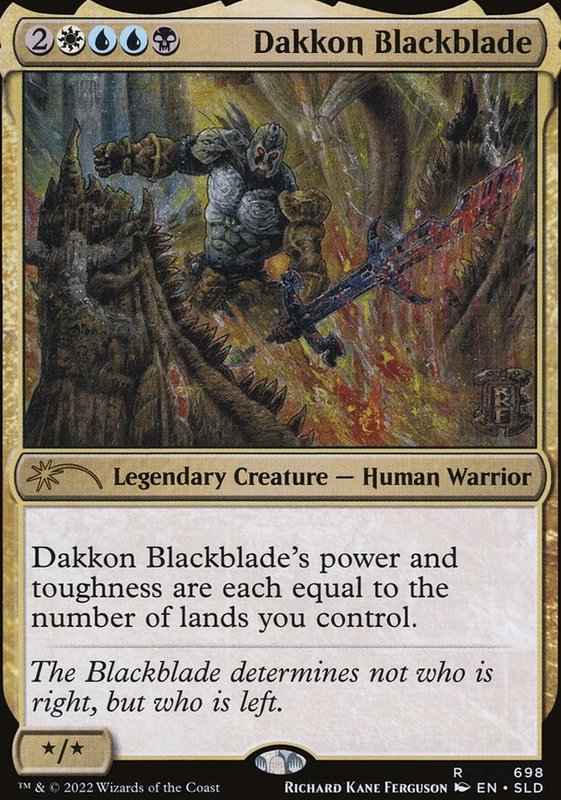 2 Dakkon Blackblade
Legendary Creature — Human Warrior
Dakkon Blackblade's power and
toughness are each equal to the
number of lands you control.
The Blackblade determines not who is
right, but who is left.
★/★
R 698
™ & © 2022 Wizards of the Coast RICHARD KANE FERGUSON EN • SLD